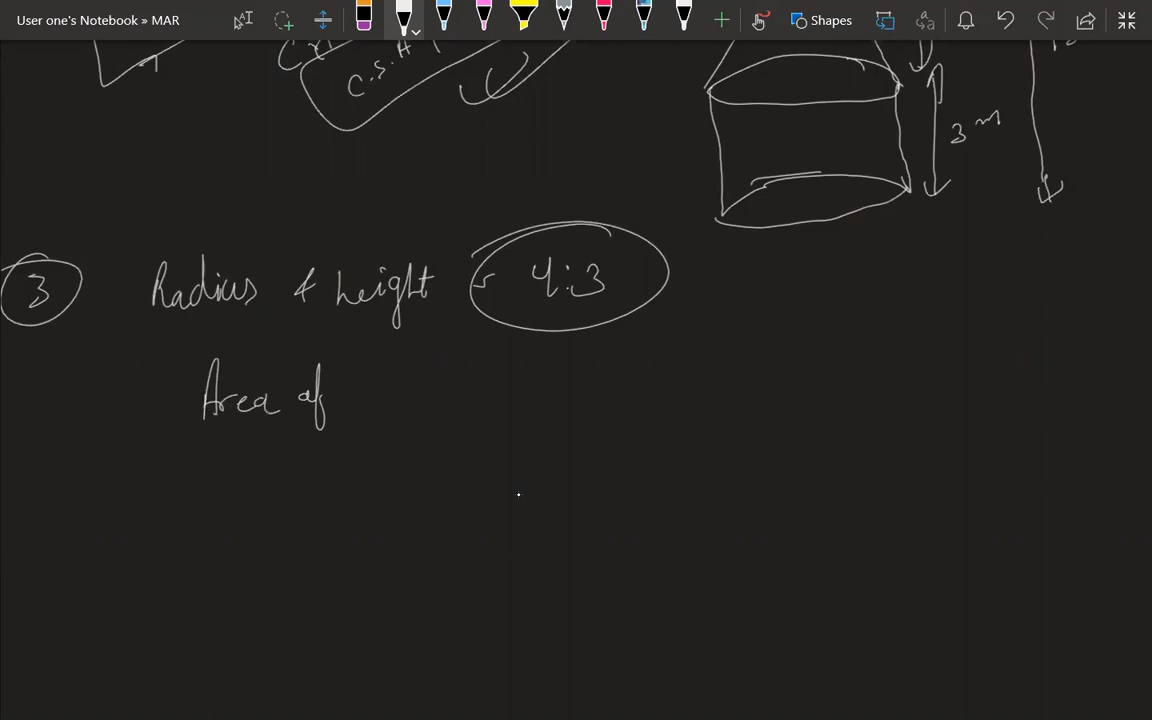 User one's Notebook » MAR
Shapes
C.S.A
3 m
3 Radius & height = 4:3
Area of